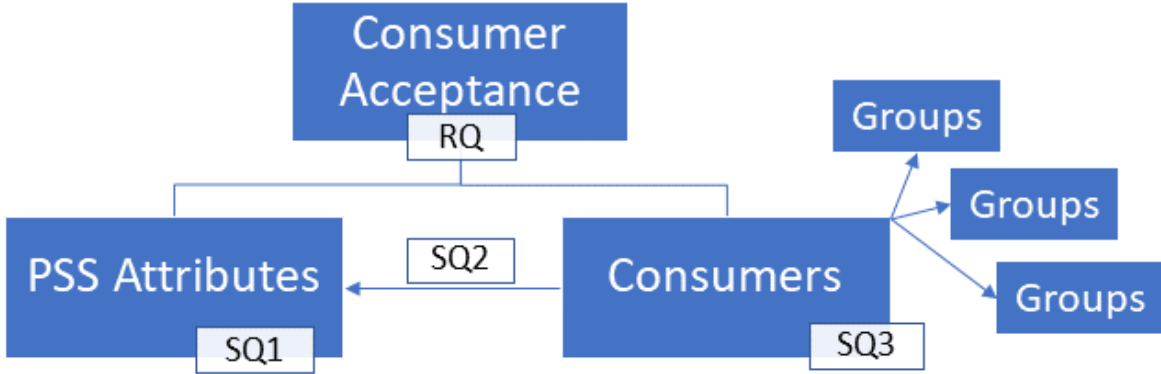 Consumer
Acceptance
RQ
Groups
Groups
Groups
PSS Attributes
SQ1
SQ2
Consumers
SQ3